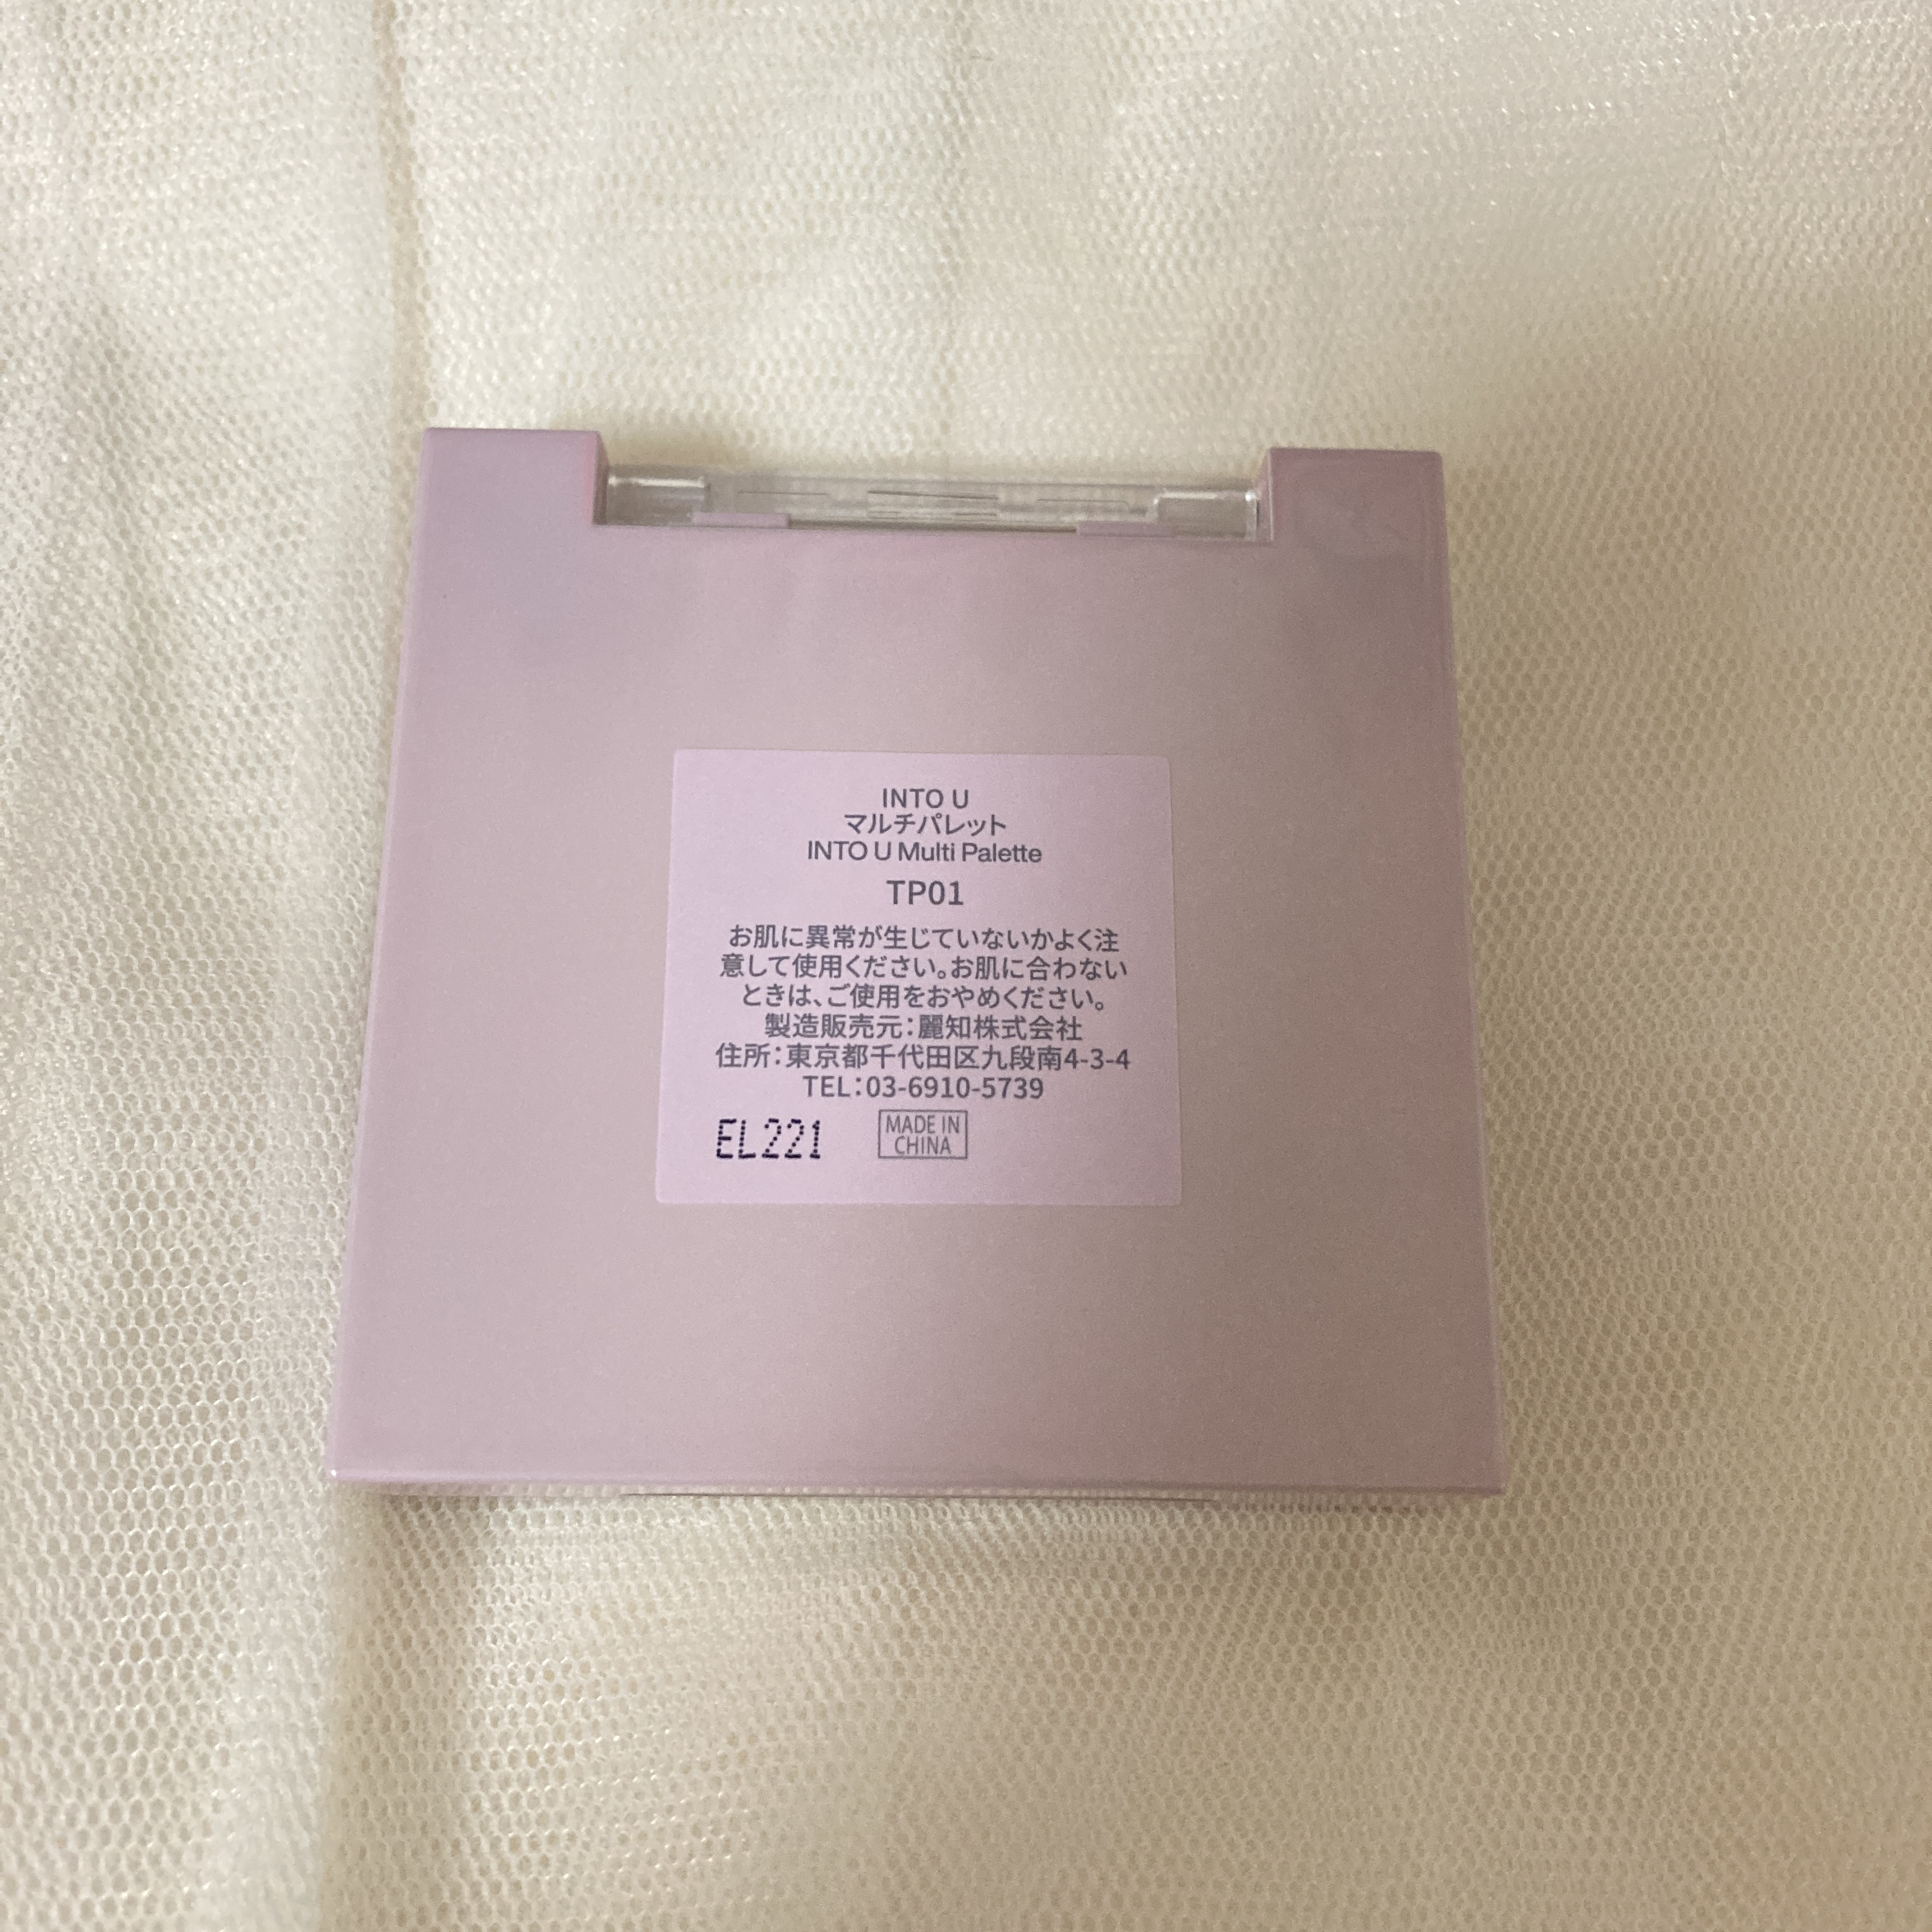 INTO U
マルチパレット
INTO U Multi Palette
TP01
お肌に異常が生じていないかよく注
意して使用ください。お肌に合わない
ときは、ご使用をおやめください。
製造販売元：麗知株式会社
住所：東京都千代田区九段南4-3-4
TEL：03-6910-5739
EL221
MADE IN
CHINA